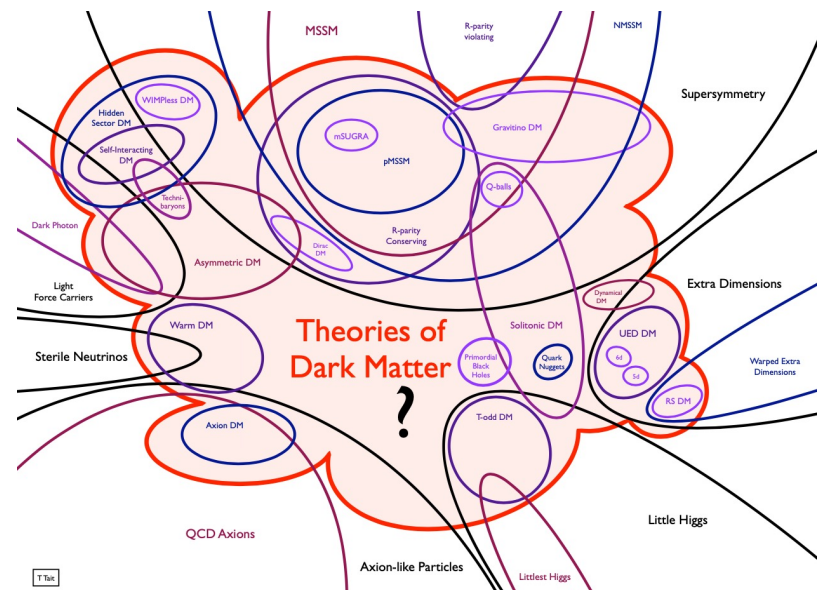 MSSM
R-parity
violating
NMSSM
Supersymmetry
WIMPless DM
Hidden
Sector DM
Self-Interacting
DM
Techni-
baryons
mSUGRA
pMSSM
Gravitino DM
Q-balls
R-parity
Conserving
Dirac
DM
Dark Photon
Asymmetric DM
Light
Force Carriers
Extra Dimensions
Dynamical
DM
Sterile Neutrinos
Warm DM
Theories of
Dark Matter
?
Solitonic DM
Primordial
Black
Holes
Quark
Nuggets
UED DM
6d
5d
Warped Extra
Dimensions
RS DM
Axion DM
T-odd DM
QCD Axions
Axion-like Particles
Little Higgs
Littlest Higgs
T Tait